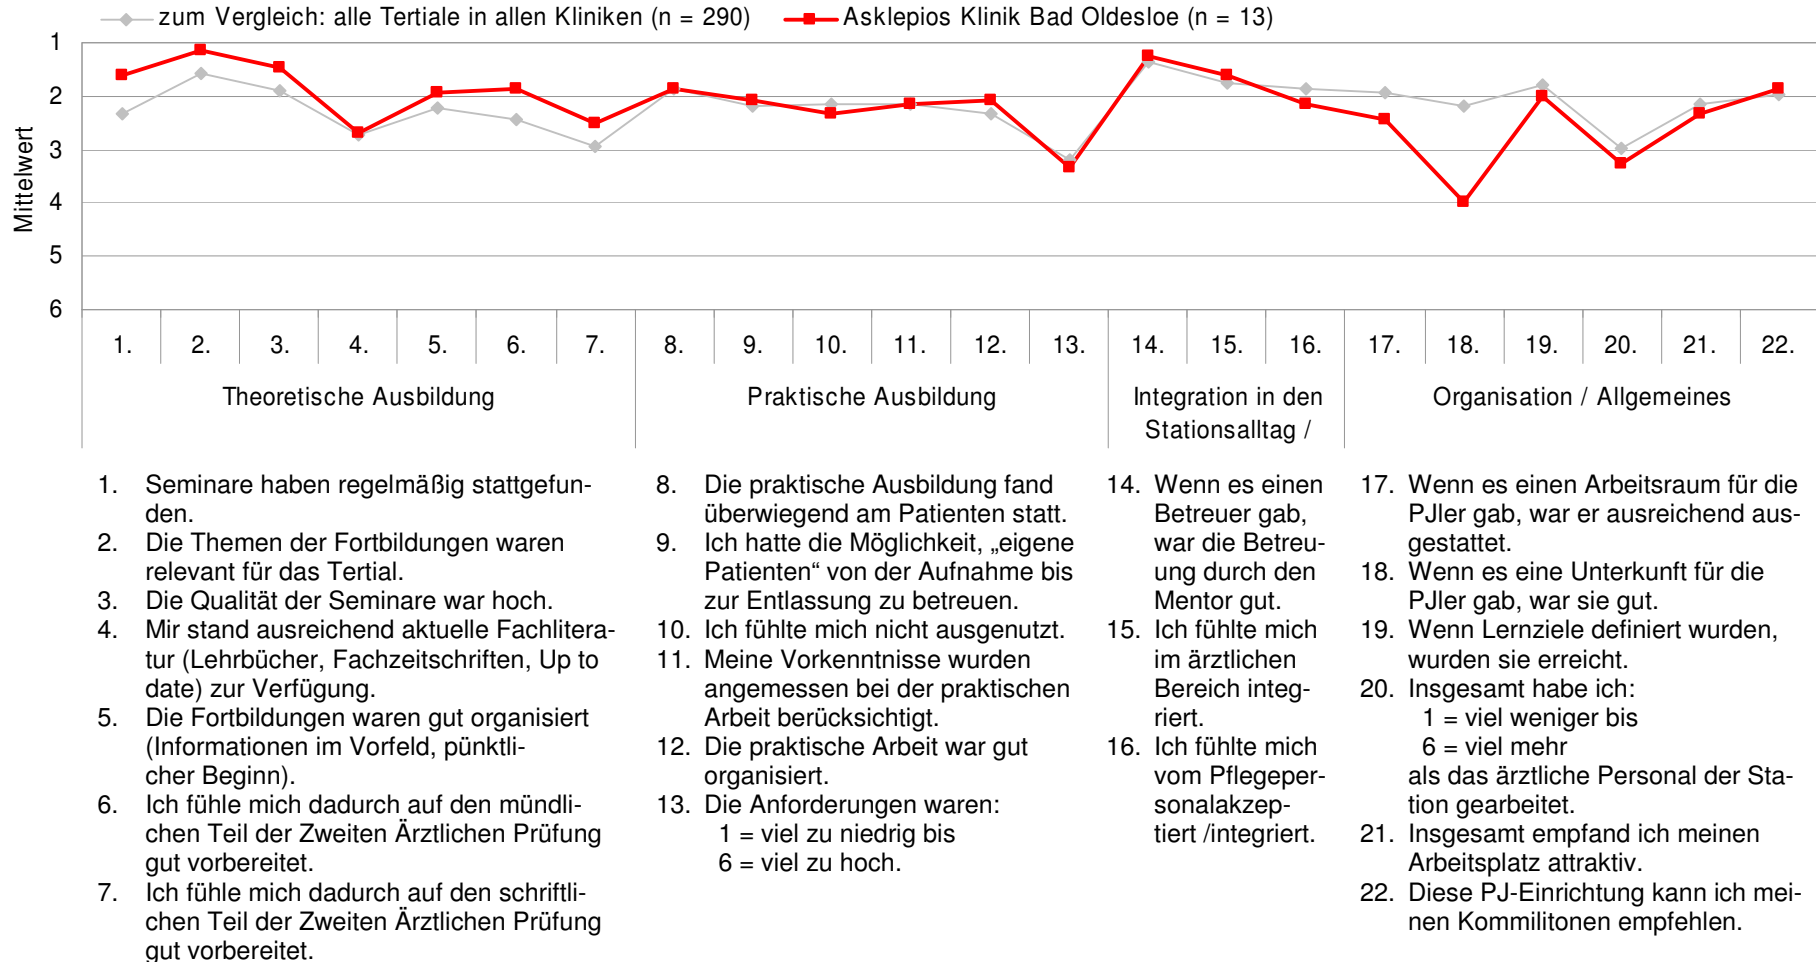 zum Vergleich: alle Tertiale in allen Kliniken (n = 290)
Asklepios Klinik Bad Oldesloe (n = 13)
Mittelwert
1
2
3
4
5
6
1. 2. 3. 4. 5. 6. 7. 8. 9. 10. 11. 12. 13. 14. 15. 16. 17. 18. 19. 20. 21. 22.
Theoretische Ausbildung
Praktische Ausbildung
Integration in den
Stationsalltag /
Organisation / Allgemeines
1. Seminare haben regelmäßig stattgefun-
den.
2. Die Themen der Fortbildungen waren
relevant für das Tertial.
3. Die Qualität der Seminare war hoch.
4. Mir stand ausreichend aktuelle Fachlitera-
tur (Lehrbücher, Fachzeitschriften, Up to
date) zur Verfügung.
5. Die Fortbildungen waren gut organisiert
(Informationen im Vorfeld, pünktli-
cher Beginn).
6. Ich fühle mich dadurch auf den mündli-
chen Teil der Zweiten Ärztlichen Prüfung
gut vorbereitet.
7. Ich fühle mich dadurch auf den schriftli-
chen Teil der Zweiten Ärztlichen Prüfung
gut vorbereitet.
8. Die praktische Ausbildung fand
überwiegend am Patienten statt.
9. Ich hatte die Möglichkeit, „eigene
Patienten“ von der Aufnahme bis
zur Entlassung zu betreuen.
10. Ich fühlte mich nicht ausgenutzt.
11. Meine Vorkenntnisse wurden
angemessen bei der praktischen
Arbeit berücksichtigt.
12. Die praktische Arbeit war gut
organisiert.
13. Die Anforderungen waren:
1 = viel zu niedrig bis
6 = viel zu hoch.
14. Wenn es einen
Betreuer gab,
war die Betreu-
ung durch den
Mentor gut.
15. Ich fühlte mich
im ärztlichen
Bereich integ-
riert.
16. Ich fühlte mich
vom Pflegeper-
sonalakzep-
tiert /integriert.
17. Wenn es einen Arbeitsraum für die
PJler gab, war er ausreichend aus-
gestattet.
18. Wenn es eine Unterkunft für die
PJler gab, war sie gut.
19. Wenn Lernziele definiert wurden,
wurden sie erreicht.
20. Insgesamt habe ich:
1 = viel weniger bis
6 = viel mehr
als das ärztliche Personal der Sta-
tion gearbeitet.
21. Insgesamt empfand ich meinen
Arbeitsplatz attraktiv.
22. Diese PJ-Einrichtung kann ich mei-
nen Kommilitonen empfehlen.